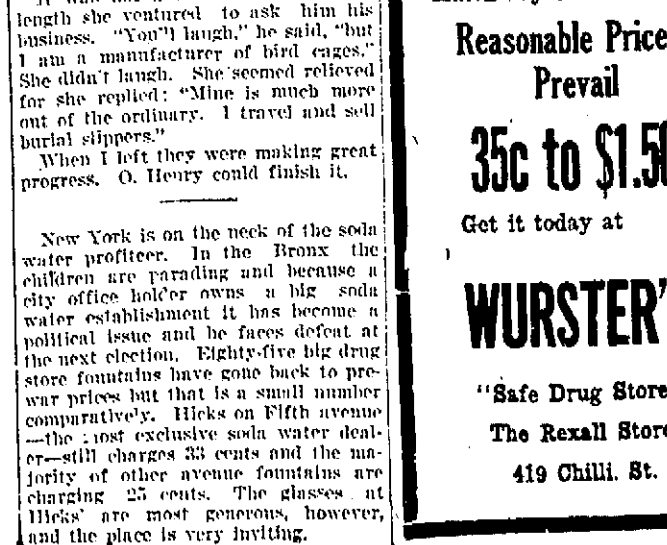 length she ventured to ask him his
business. "You'll laugh," he said, "but
I am a manufacturer of bird cages."
She didn't laugh. She seemed relieved
for she replied: "Mine is much more
out of the ordinary. I travel and sell
burial slippers."
When I left they were making great
progress. O. Henry could finish it.
New York is on the neck of the soda
water profiteer. In the Bronx the
children are parading and because a
city office holder owns a big soda
water establishment it has become a
political issue and he faces defeat at
the next election. Eighty-five big drug
store fountains have gone back to pre-
war prices but that is a small number
comparatively. Hicks on Fifth avenue
—the most exclusive soda water deal-
er—still charges 33 cents and the ma-
jority of other avenue fountains are
charging 25 cents. The glasses at
Hicks' are most generous, however,
and the place is very inviting.
Reasonable Price
Prevail
35c to $1.50
Get it today at
WURSTER'
"Safe Drug Store
The Rexall Store
419 Chilli. St.